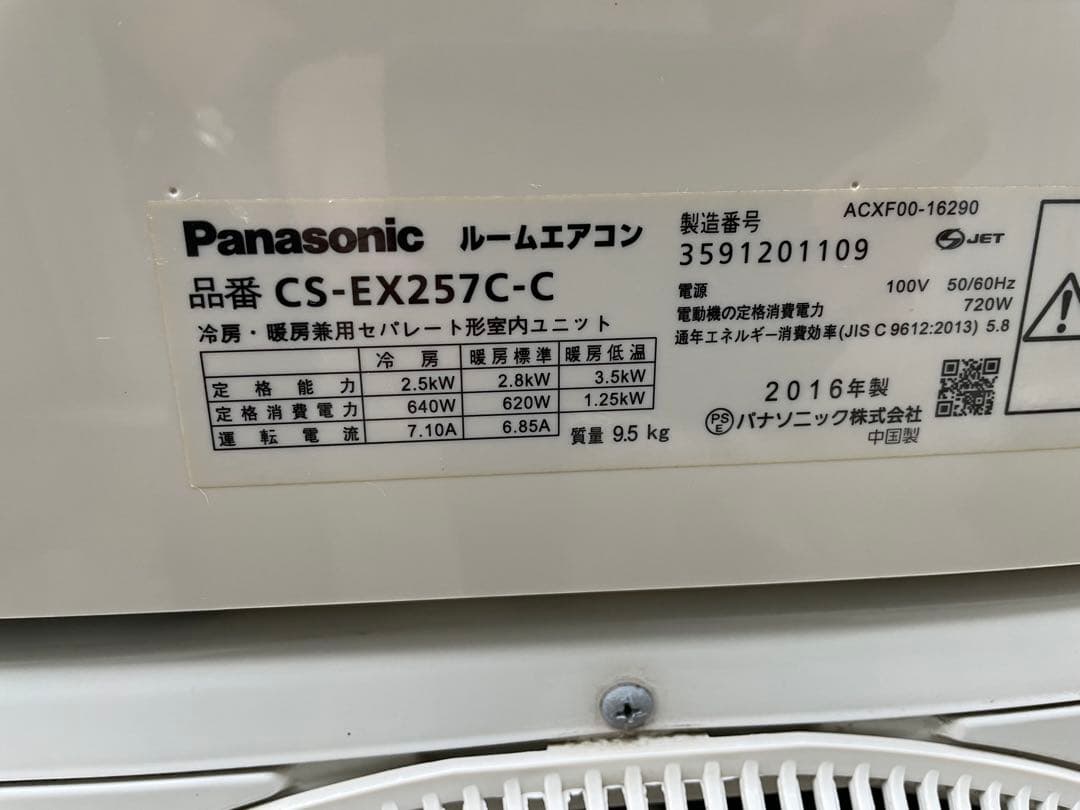 Panasonic ルームエアコン
品番 CS-EX257C-C
冷房・暖房兼用セパレート形室内ユニット
冷房 暖房標準 暖房低温
定格能力 2.5kW 2.8kW 3.5kW
定格消費電力 640W 620W 1.25kW
運転電流 7.10A 6.85A
質量 9.5 kg
製造番号 ACXF00-16290
3591201109 S JET
電源 100V 50/60Hz
電動機の定格消費電力 720W
通年エネルギー消費効率(JIS C 9612:2013) 5.8
2016年製
PSE パナソニック株式会社
中国製